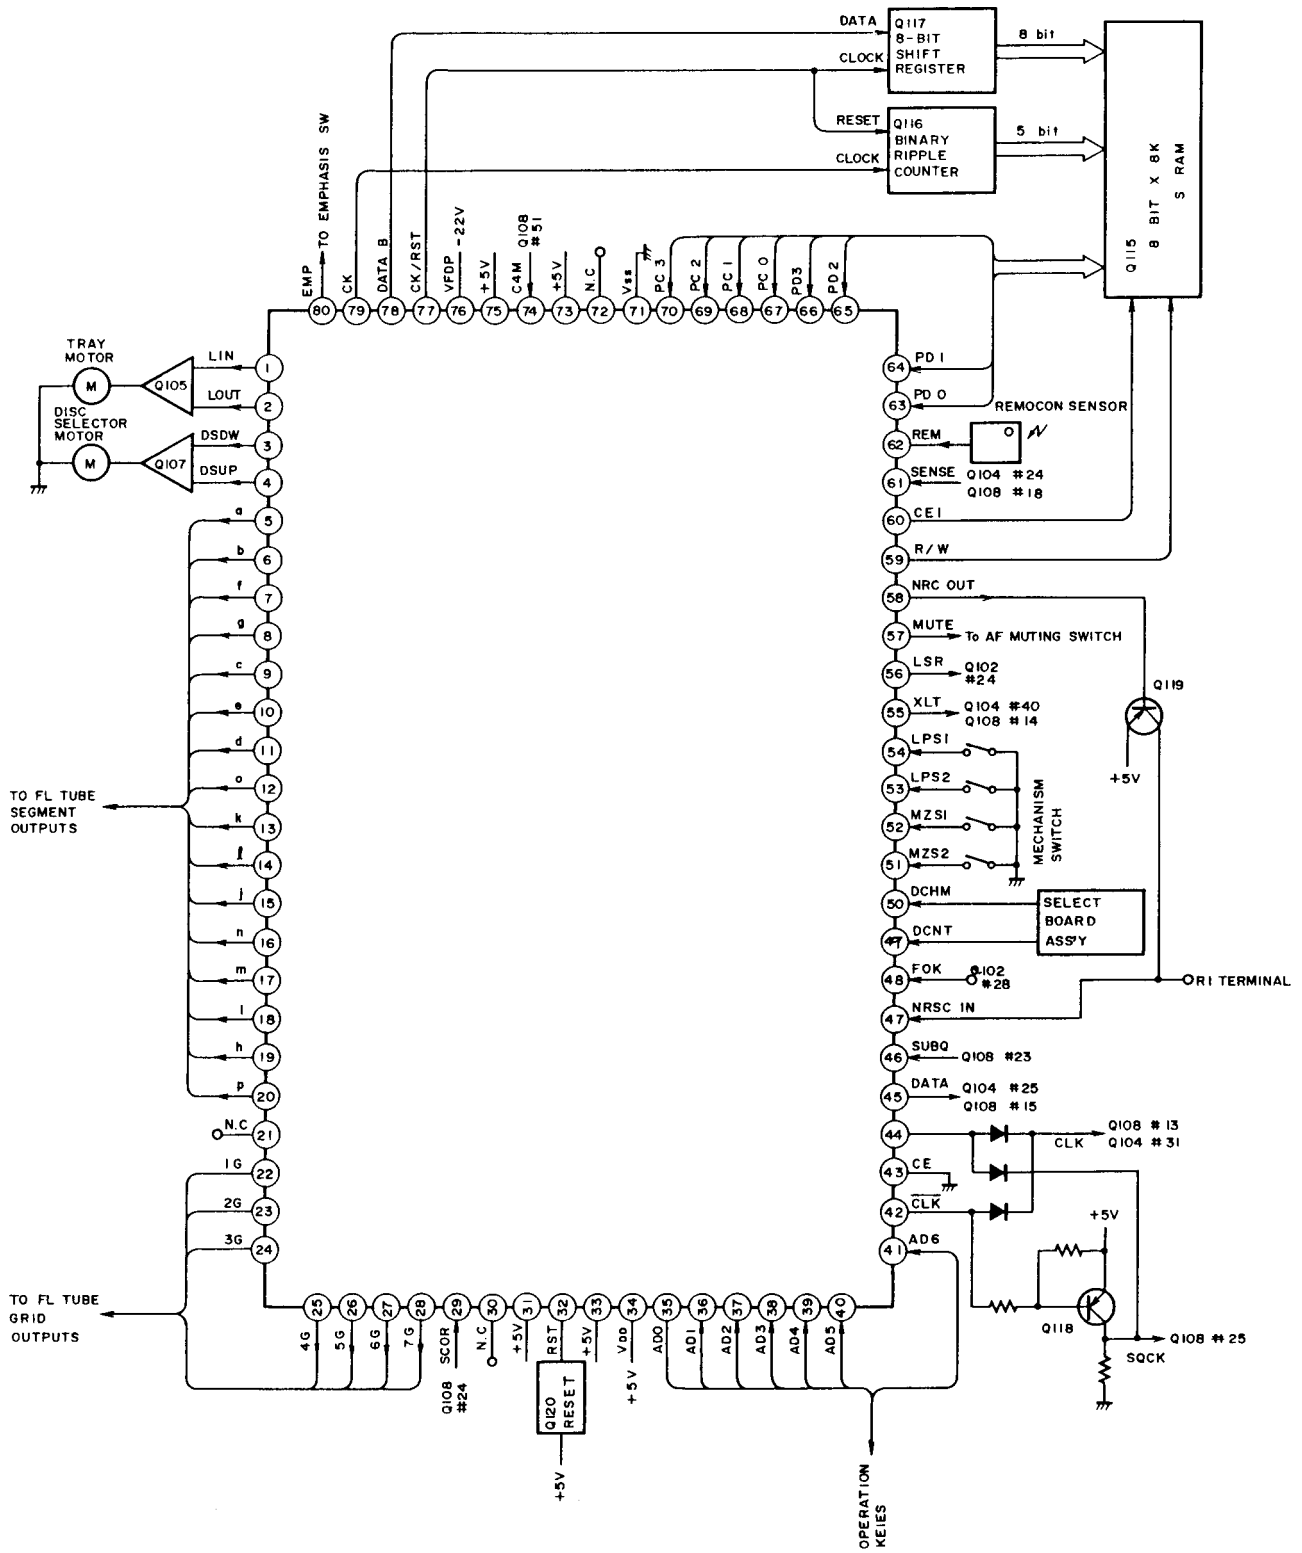 DATA
Q117
8-BIT
SHIFT
REGISTER
CLOCK
8 bit
RESET
Q116
BINARY
RIPPLE
COUNTER
CLOCK
5 bit
Q115
8 BIT X 8K
S RAM
EMP
TO EMPHASIS SW
CK
DATA B
CK/RST
VFDP
-22V
+5V
C4M
Q108
#51
+5V
N.C
Vss
PC 3
PC 2
PC 1
PC 0
PD3
PD2
80
79
78
77
76
75
74
73
72
71
70
69
68
67
66
65
TRAY
MOTOR
M
Q105
LIN
1
LOUT
2
DISC
SELECTOR
MOTOR
M
Q107
DSDW
3
DSUP
4
a
5
b
6
f
7
g
8
c
9
e
10
d
11
o
12
k
13
ℓ
14
j
15
n
16
m
17
i
18
h
19
p
20
TO FL TUBE
SEGMENT
OUTPUTS
N.C
21
1G
22
2G
23
3G
24
TO FL TUBE
GRID
OUTPUTS
64
PD1
63
PD0
REMOCON SENSOR
62
REM
61
SENSE
Q104 #24
Q108 #18
60
CE1
59
R/W
58
NRC OUT
57
MUTE
To AF MUTING SWITCH
56
LSR
Q102
#24
55
XLT
Q104 #40
Q108 #14
Q119
+5V
54
LPS1
53
LPS2
52
MZS1
51
MZS2
MECHANISM
SWITCH
50
DCHM
49
DCNT
SELECT
BOARD
ASS'Y
48
FOK
Q102
#28
RI TERMINAL
47
NRSC IN
46
SUBQ
Q108 #23
45
DATA
Q104 #25
Q108 #15
44
CLK
Q108 #13
Q104 #31
43
CE
42
CLK
41
AD6
+5V
Q118
SQCK
Q108 #25
25
26
27
28
29
30
31
32
33
34
35
36
37
38
39
40
4G
5G
6G
7G
SCOR
Q108
#24
N.C
+5V
RST
Q120
RESET
+5V
+5V
VDD
+5V
AD0
AD1
AD2
AD3
AD4
AD5
OPERATION
KEIES